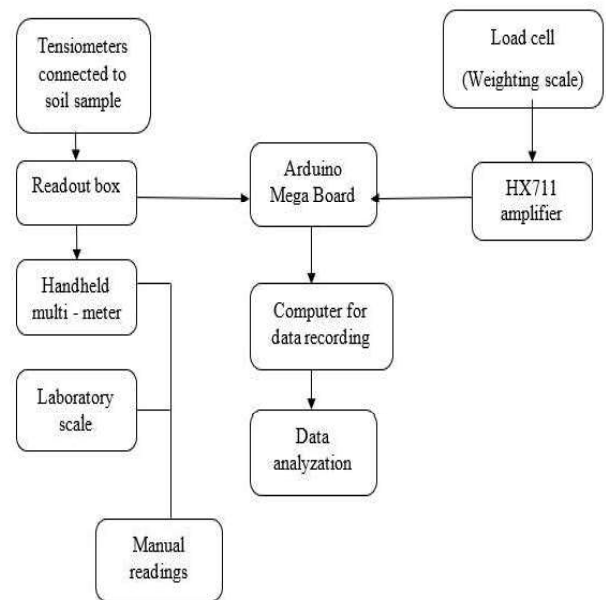 Tensiometers
connected to
soil sample
Load cell
(Weighting scale)
Readout box
Arduino
Mega Board
HX711
amplifier
Handheld
multi - meter
Computer for
data recording
Laboratory
scale
Data
analyzation
Manual
readings